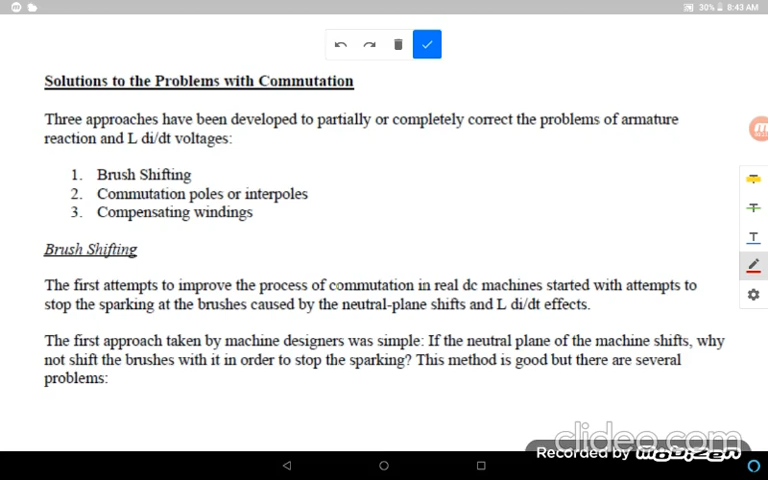 30% 8:43 AM
Solutions to the Problems with Commutation
Three approaches have been developed to partially or completely correct the problems of armature
reaction and L di/dt voltages:
1. Brush Shifting
2. Commutation poles or interpoles
3. Compensating windings
Brush Shifting
The first attempts to improve the process of commutation in real dc machines started with attempts to
stop the sparking at the brushes caused by the neutral-plane shifts and L di/dt effects.
The first approach taken by machine designers was simple: If the neutral plane of the machine shifts, why
not shift the brushes with it in order to stop the sparking? This method is good but there are several
problems:
clideo.com
Recorded by MOBIZEN